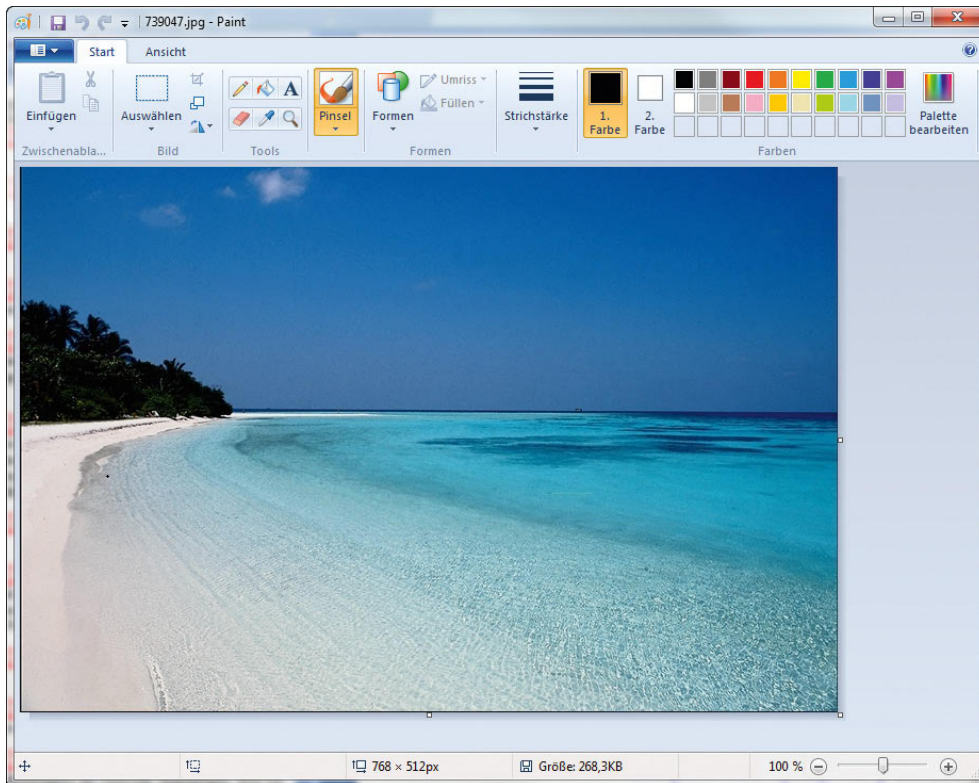 739047.jpg - Paint
Start Ansicht
Einfügen
Auswählen
A
Pinsel
Formen
Umriss
Füllen
Strichstärke
1.
Farbe
2.
Farbe
Palette
bearbeiten
Zwischenabla...
Bild
Tools
Formen
Farben
768 × 512px
Größe: 268,3KB
100 %